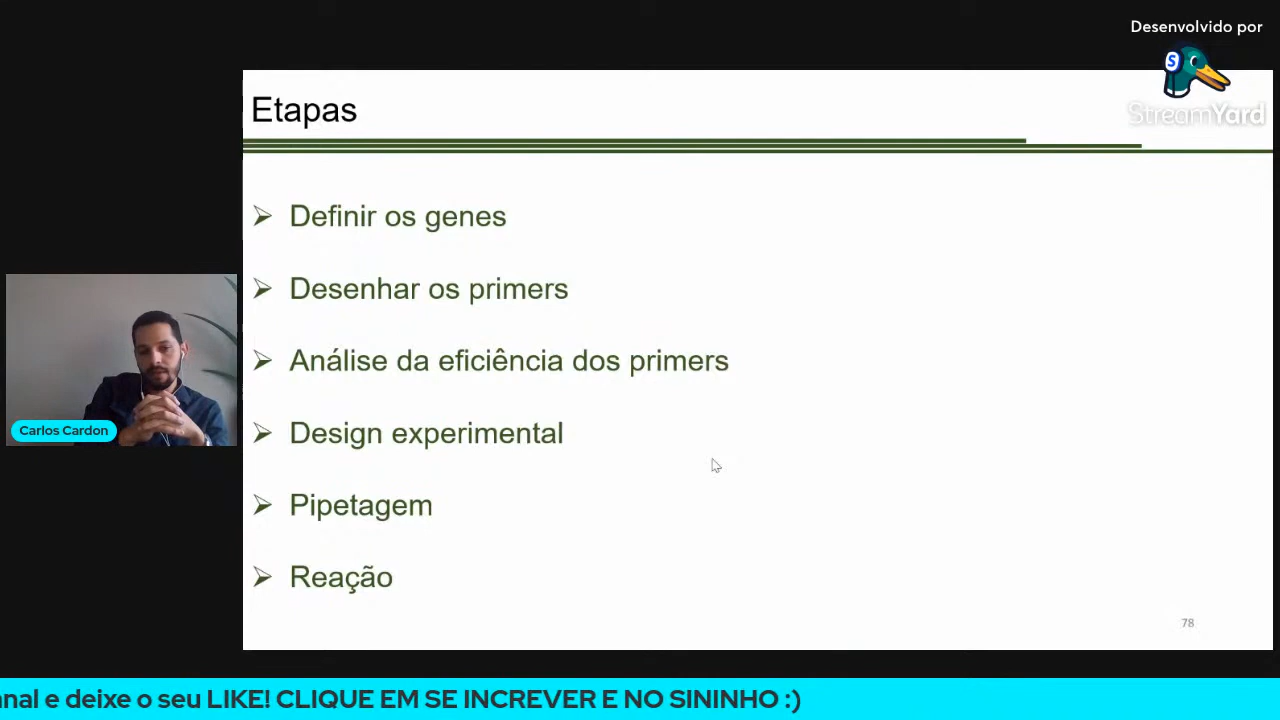 Desenvolvido por
S
StreamYard
Etapas
➢ Definir os genes
➢ Desenhar os primers
➢ Análise da eficiência dos primers
➢ Design experimental
➢ Pipetagem
➢ Reação
Carlos Cardon
78
nal e deixe o seu LIKE! CLIQUE EM SE INCREVER E NO SININHO :)